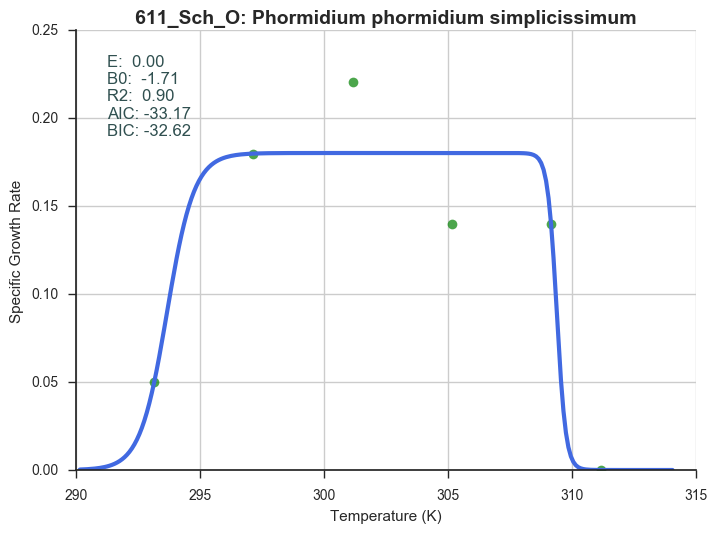 611_Sch_O: Phormidium phormidium simplicissimum
E:  0.00
B0:  -1.71
R2:  0.90
AIC: -33.17
BIC: -32.62
Specific Growth Rate
0.25
0.20
0.15
0.10
0.05
0.00
290 295 300 305 310 315
Temperature (K)